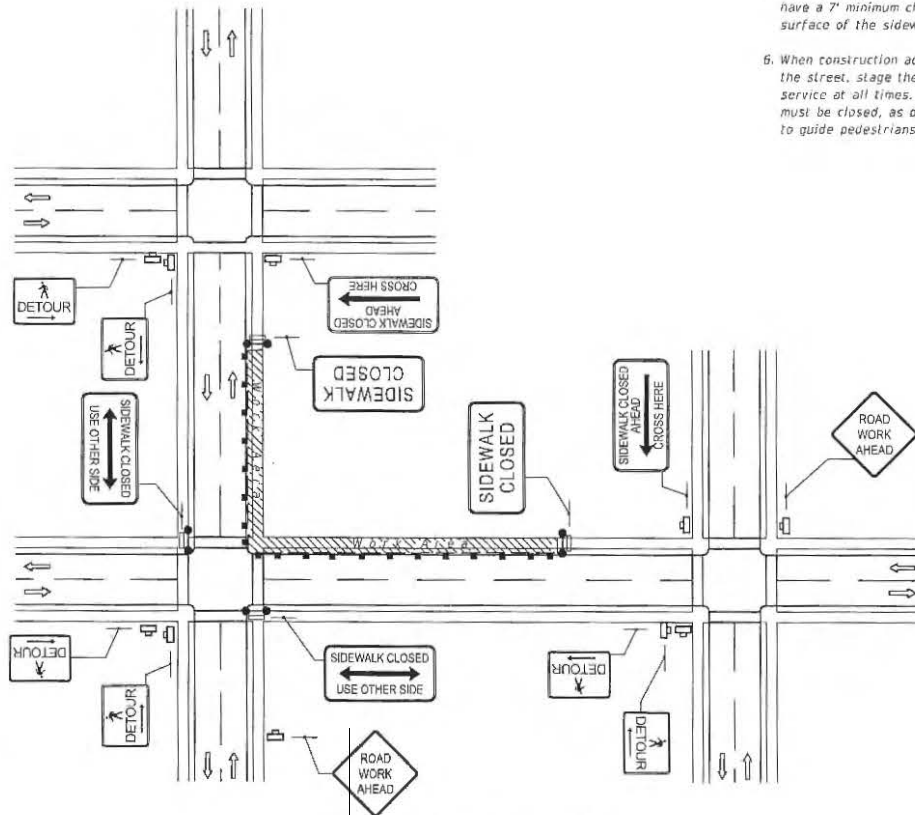 have a 7' minimum
surface of the
6. When construction
the street, stage the
service at all times.
must be closed, as
to guide pedestrians
DETOUR
DETOUR
SIDEWALK CLOSED
AHEAD
CROSS HERE
SIDEWALK
CLOSED
SIDEWALK CLOSED
USE OTHER SIDE
SIDEWALK
CLOSED
SIDEWALK CLOSED
AHEAD
CROSS HERE
ROAD
WORK
AHEAD
Work Area
Work Area
DETOUR
DETOUR
SIDEWALK CLOSED
USE OTHER SIDE
DETOUR
DETOUR
ROAD
WORK
AHEAD